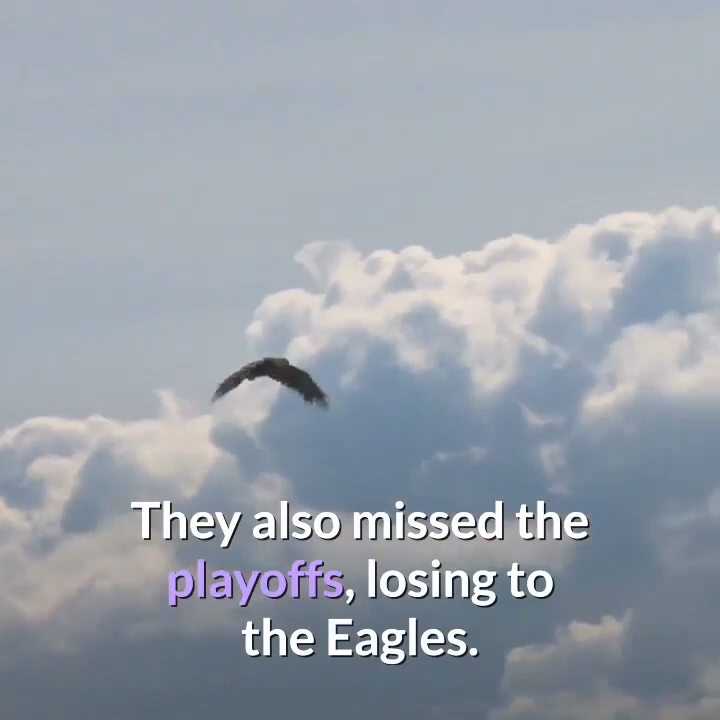 They also missed the
playoffs, losing to
the Eagles.